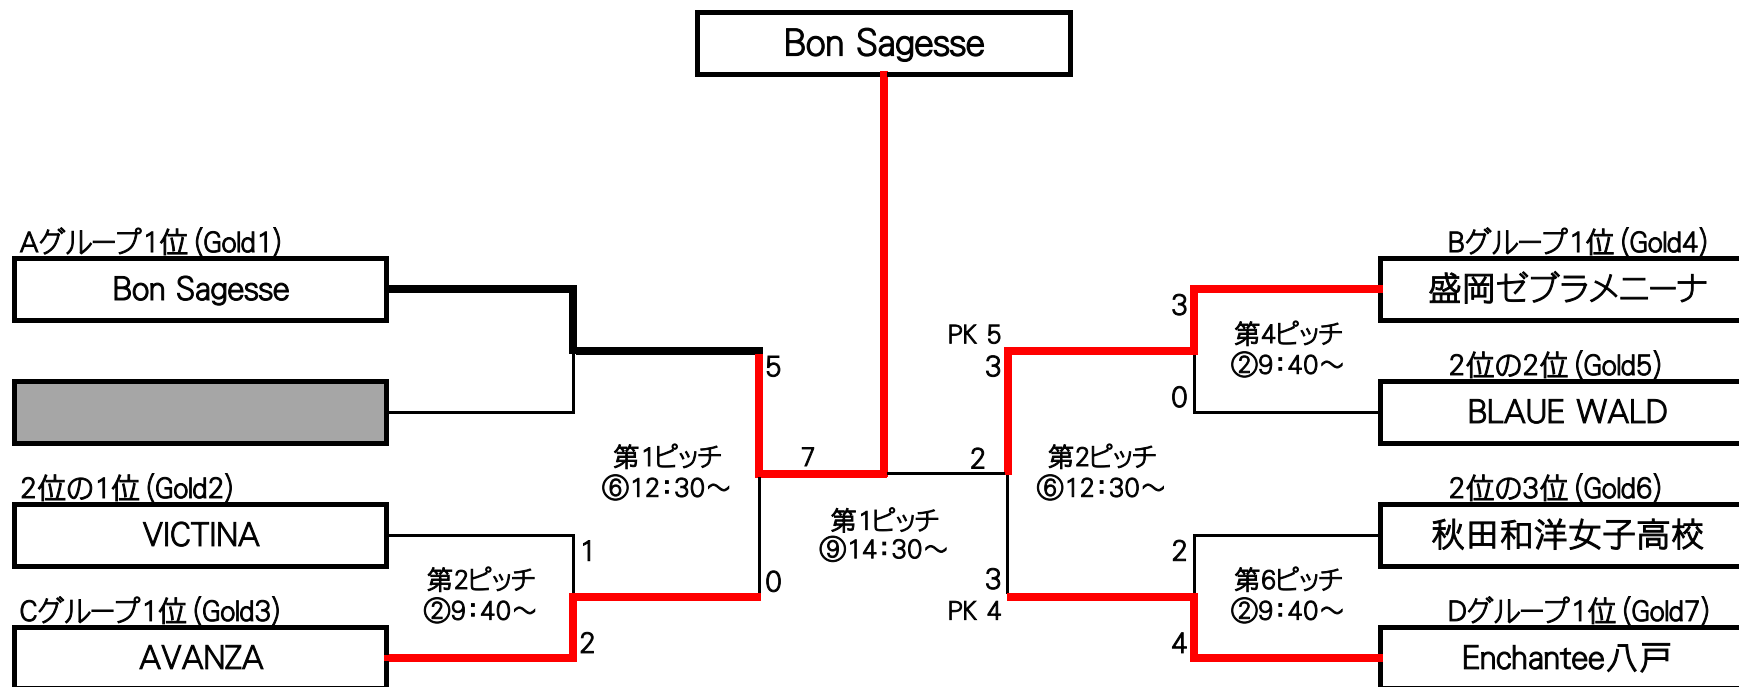 Bon Sagesse
Aグループ1位(Gold1)
Bon Sagesse
2位の1位(Gold2)
VICTINA
Cグループ1位(Gold3)
AVANZA
1
2
第2ピッチ
②9:40~
5
0
第1ピッチ
⑥12:30~
7
2
第1ピッチ
⑨14:30~
PK 5
3
3
PK 4
第2ピッチ
⑥12:30~
3
0
第4ピッチ
②9:40~
2
4
第6ピッチ
②9:40~
Bグループ1位(Gold4)
盛岡ゼブラメニーナ
2位の2位(Gold5)
BLAUE WALD
2位の3位(Gold6)
秋田和洋女子高校
Dグループ1位(Gold7)
Enchantee八戸